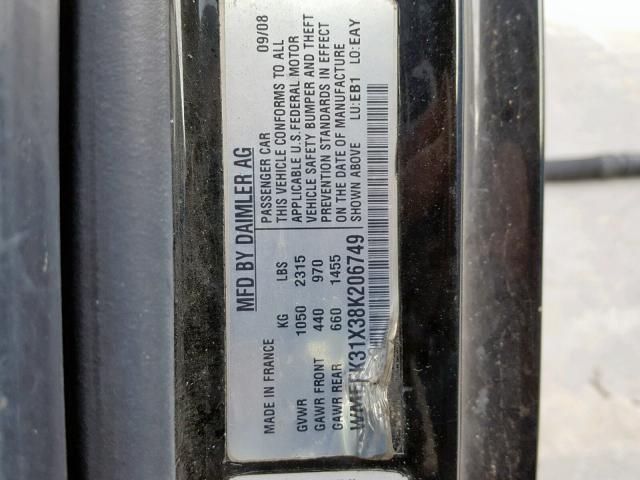 MFD BY DAIMLER AG
MADE IN FRANCE KG LBS
GVWR 1050 2315
GAWR FRONT 440 970
GAWR REAR 660 1455
PASSENGER CAR 09/08
THIS VEHICLE CONFORMS TO ALL
APPLICABLE U.S. FEDERAL MOTOR
VEHICLE SAFETY BUMPER AND THEFT
PREVENTION STANDARDS IN EFFECT
ON THE DATE OF MANUFACTURE
SHOWN ABOVE LU:EB1 LO:EAY